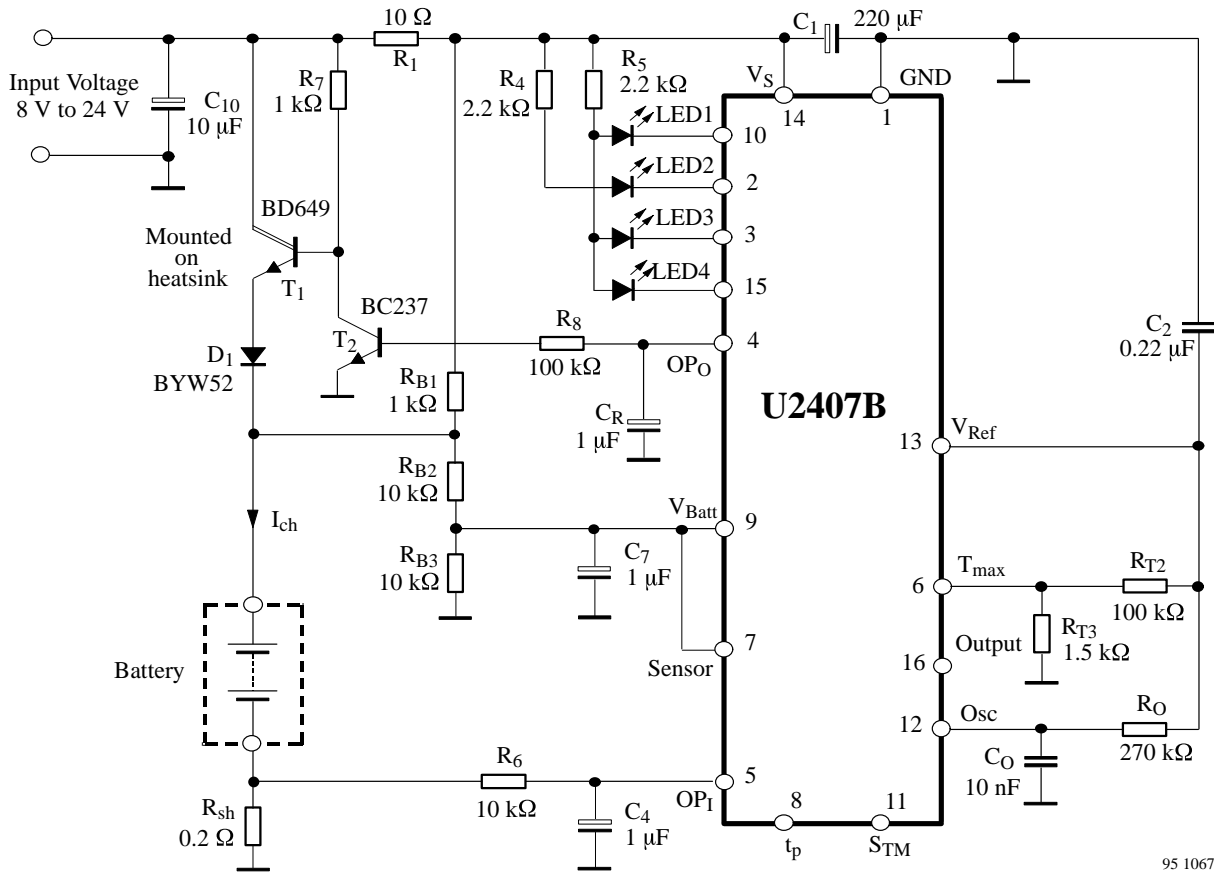 10 Ω
R1
C1
220 µF
Input Voltage
8 V to 24 V
C10
10 µF
R7
1 kΩ
R4
2.2 kΩ
R5
2.2 kΩ
VS
GND
14
1
LED1
10
LED2
2
LED3
3
LED4
15
BD649
Mounted
on
heatsink
T1
BC237
T2
R8
100 kΩ
OPO
4
C2
0.22 µF
D1
BYW52
RB1
1 kΩ
CR
1 µF
U2407B
13
VRef
RB2
10 kΩ
Ich
VBatt
9
RB3
10 kΩ
C7
1 µF
6
Tmax
RT2
100 kΩ
RT3
1.5 kΩ
Battery
7
Sensor
16
Output
12
Osc
RO
270 kΩ
CO
10 nF
R6
10 kΩ
5
OPI
Rsh
0.2 Ω
C4
1 µF
8
tp
11
STM
95 1067